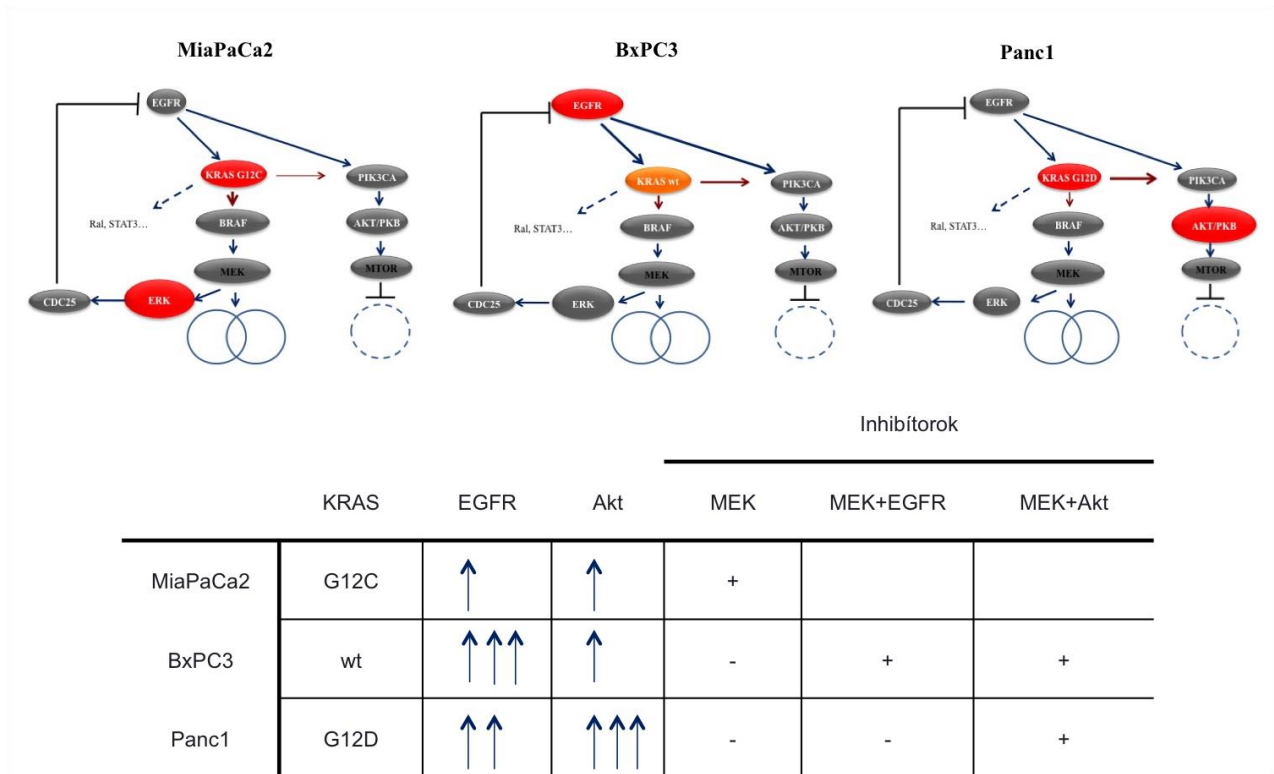 MiaPaCa2
EGFR
KRAS G12C
PIK3CA
Ral, STAT3...
BRAF
AKT/PKB
MEK
MTOR
CDC25
ERK
BxPC3
EGFR
KRAS wt
PIK3CA
Ral, STAT3...
BRAF
AKT/PKB
MEK
MTOR
CDC25
ERK
Panc1
EGFR
KRAS G12D
PIK3CA
Ral, STAT3...
BRAF
AKT/PKB
MEK
MTOR
CDC25
ERK
Inhibítorok
KRAS EGFR Akt MEK MEK+EGFR MEK+Akt
MiaPaCa2 G12C +
BxPC3 wt - + +
Panc1 G12D - - +